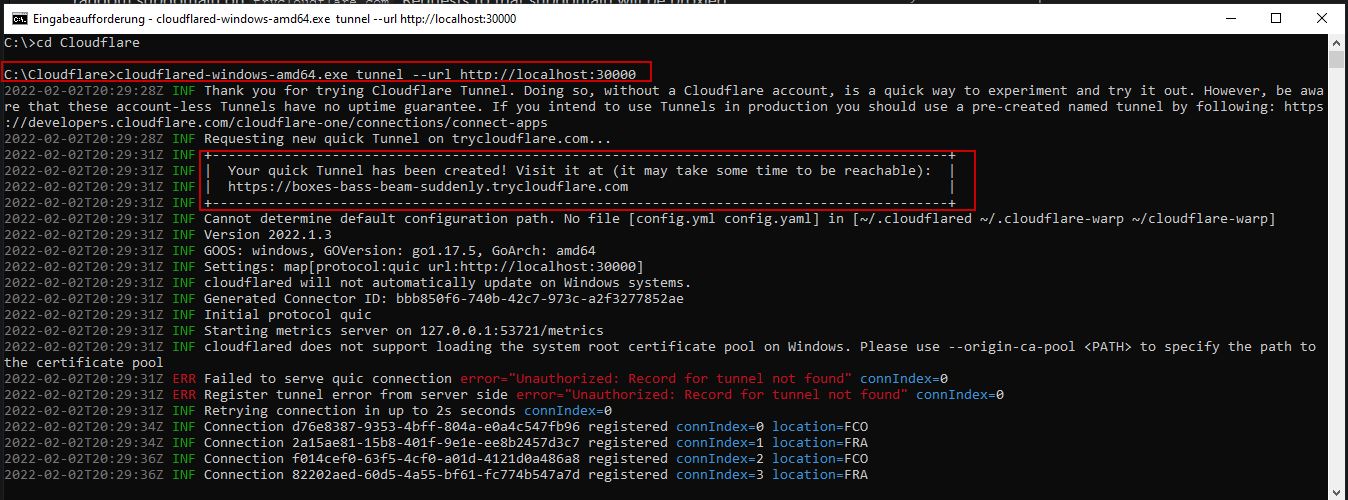 Eingabeaufforderung - cloudflared-windows-amd64.exe tunnel --url http://localhost:30000
C:\>cd Cloudflare
C:\Cloudflare>cloudflared-windows-amd64.exe tunnel --url http://localhost:30000
2022-02-02T20:29:28Z INF Thank you for trying Cloudflare Tunnel. Doing so, without a Cloudflare account, is a quick way to experiment and try it out. However, be awa
re that these account-less Tunnels have no uptime guarantee. If you intend to use Tunnels in production you should use a pre-created named tunnel by following: https
://developers.cloudflare.com/cloudflare-one/connections/connect-apps
2022-02-02T20:29:28Z INF Requesting new quick Tunnel on trycloudflare.com...
2022-02-02T20:29:31Z INF +--------------------------------------------------------------------------------------------+
2022-02-02T20:29:31Z INF |  Your quick Tunnel has been created! Visit it at (it may take some time to be reachable):  |
2022-02-02T20:29:31Z INF |  https://boxes-bass-beam-suddenly.trycloudflare.com                                        |
2022-02-02T20:29:31Z INF +--------------------------------------------------------------------------------------------+
2022-02-02T20:29:31Z INF Cannot determine default configuration path. No file [config.yml config.yaml] in [~/.cloudflared ~/.cloudflare-warp ~/cloudflare-warp]
2022-02-02T20:29:31Z INF Version 2022.1.3
2022-02-02T20:29:31Z INF GOOS: windows, GOVersion: go1.17.5, GoArch: amd64
2022-02-02T20:29:31Z INF Settings: map[protocol:quic url:http://localhost:30000]
2022-02-02T20:29:31Z INF cloudflared will not automatically update on Windows systems.
2022-02-02T20:29:31Z INF Generated Connector ID: bbb850f6-740b-42c7-973c-a2f3277852ae
2022-02-02T20:29:31Z INF Initial protocol quic
2022-02-02T20:29:31Z INF Starting metrics server on 127.0.0.1:53721/metrics
2022-02-02T20:29:31Z INF cloudflared does not support loading the system root certificate pool on Windows. Please use --origin-ca-pool <PATH> to specify the path to
the certificate pool
2022-02-02T20:29:31Z ERR Failed to serve quic connection error="Unauthorized: Record for tunnel not found" connIndex=0
2022-02-02T20:29:31Z ERR Register tunnel error from server side error="Unauthorized: Record for tunnel not found" connIndex=0
2022-02-02T20:29:31Z INF Retrying connection in up to 2s seconds connIndex=0
2022-02-02T20:29:34Z INF Connection d76e8387-9353-4bff-804a-e0a4c547fb96 registered connIndex=0 location=FCO
2022-02-02T20:29:34Z INF Connection 2a15ae81-15b8-401f-9e1e-ee8b2457d3c7 registered connIndex=1 location=FRA
2022-02-02T20:29:36Z INF Connection f014cef0-63f5-4cf0-a01d-4121d0a486a8 registered connIndex=2 location=FCO
2022-02-02T20:29:36Z INF Connection 82202aed-60d5-4a55-bf61-fc774b547a7d registered connIndex=3 location=FRA